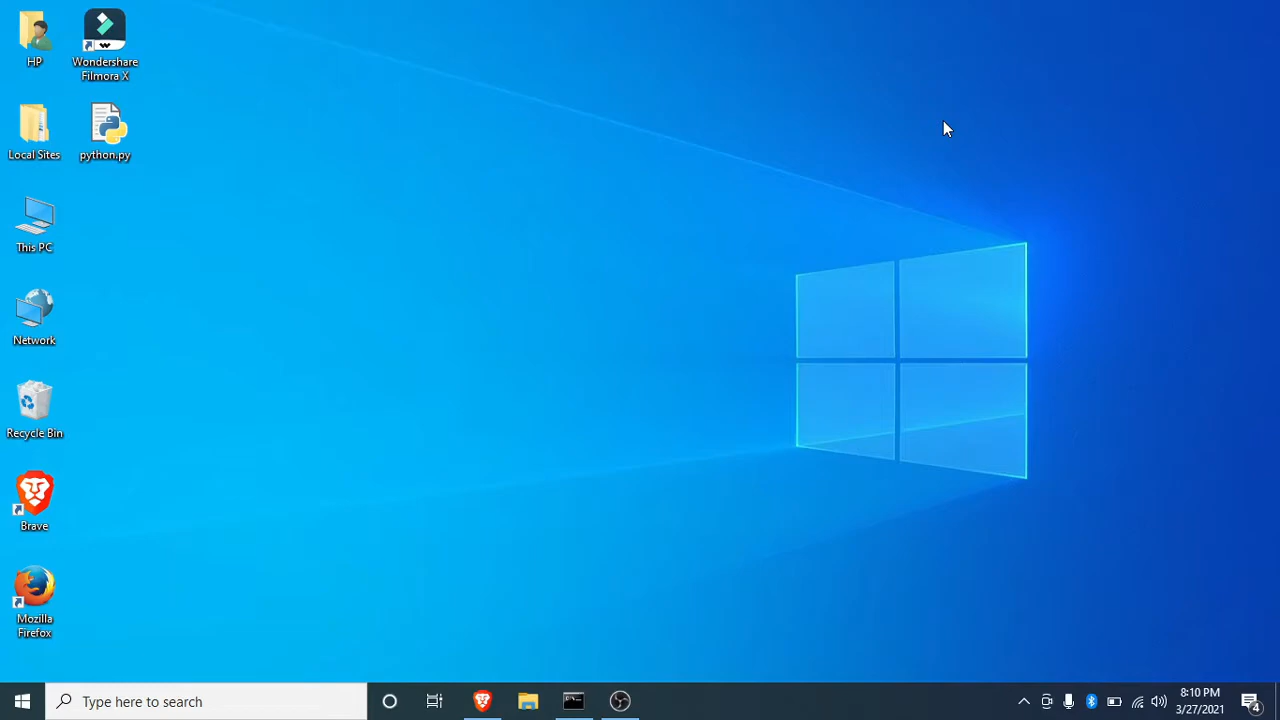 HP
Wondershare
Filmora X
Local Sites
python.py
This PC
Network
Recycle Bin
Brave
Mozilla
Firefox
Type here to search
8:10 PM
3/27/2021
4